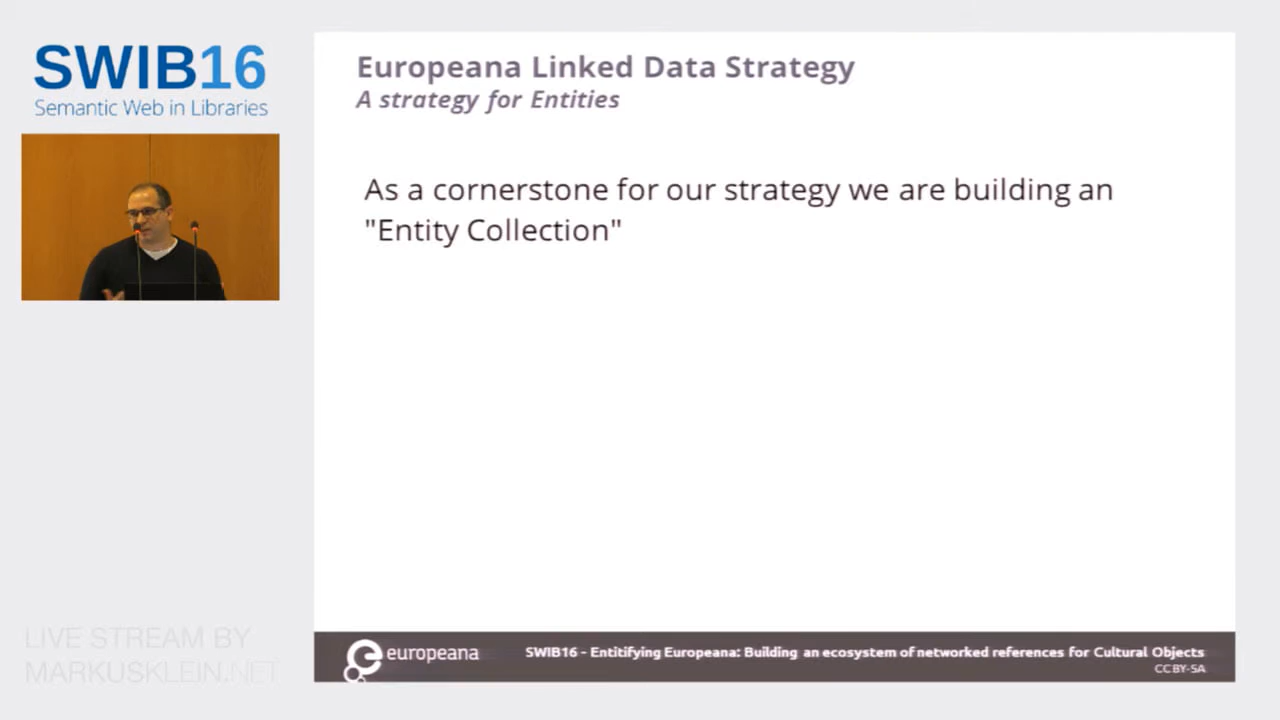 SWIB16
Semantic Web in Libraries
Europeana Linked Data Strategy
A strategy for Entities
As a cornerstone for our strategy we are building an
"Entity Collection"
LIVE STREAM BY
MARKUSKLEIN.NET
europeana
SWIB16 - Entitifying Europeana: Building an ecosystem of networked references for Cultural Objects
CC BY-SA